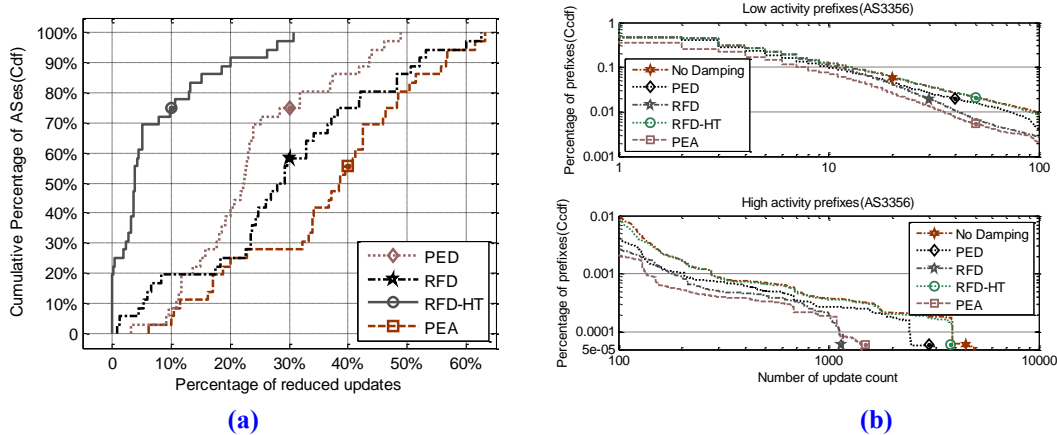 100%
90%
80%
70%
60%
50%
40%
30%
20%
10%
0
Cumulative Percentage of ASes(Cdf)
PED
RFD
RFD-HT
PEA
0 10% 20% 30% 40% 50% 60%
Percentage of reduced updates
(a)
Low activity prefixes(AS3356)
1
0.1
0.01
0.001
Percentage of prefixes(Ccdf)
No Damping
PED
RFD
RFD-HT
PEA
1 10 100
High activity prefixes(AS3356)
0.01
0.001
0.0001
5e-05
Percentage of prefixes(Ccdf)
No Damping
PED
RFD
RFD-HT
PEA
100 1000 10000
Number of update count
(b)